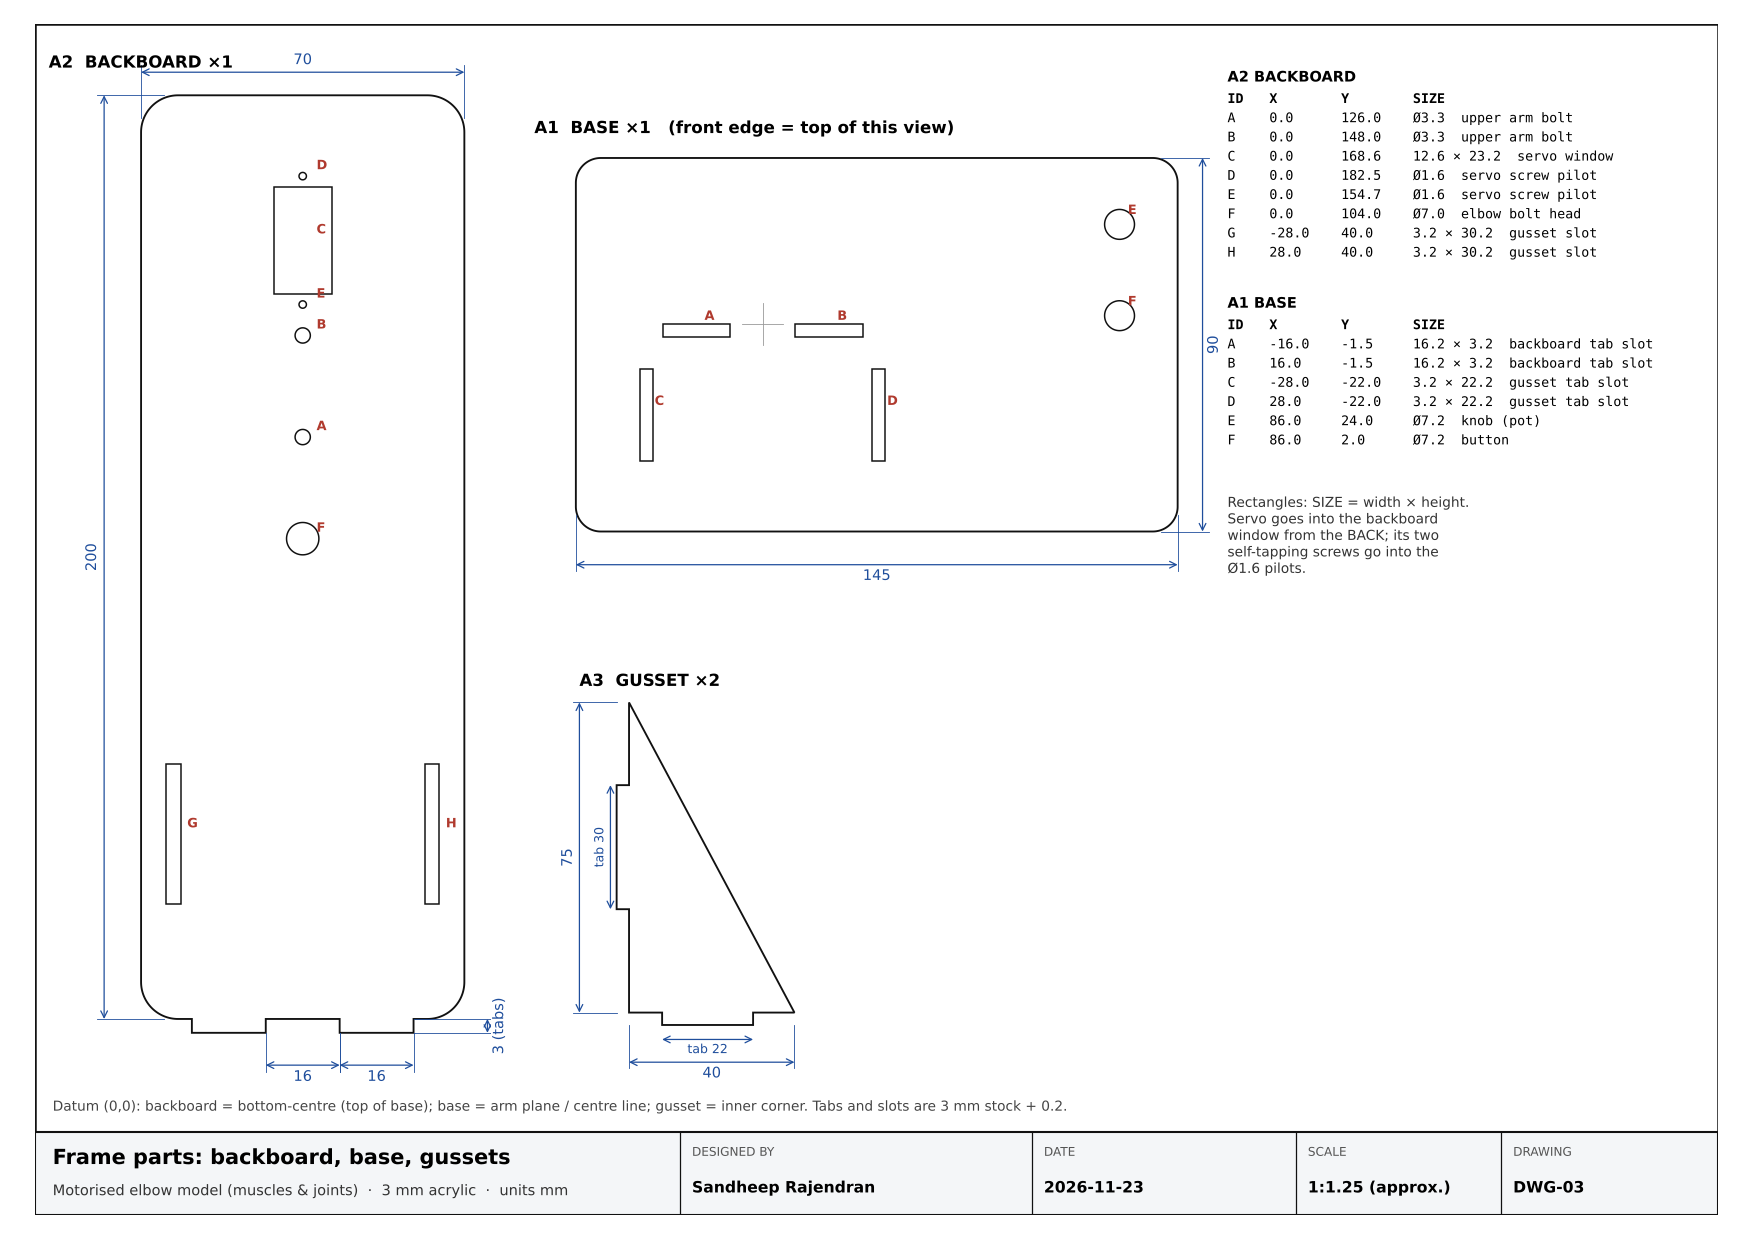 A2  BACKBOARD ×1
70
D
C
E
B
A
F
200
G
H
3 (tabs)
16
16
A1  BASE ×1   (front edge = top of this view)
E
F
A
B
C
D
90
145
A3  GUSSET ×2
75
tab 30
tab 22
40
A2 BACKBOARD
ID   X   Y   SIZE
A   0.0   126.0   Ø3.3  upper arm bolt
B   0.0   148.0   Ø3.3  upper arm bolt
C   0.0   168.6   12.6 × 23.2  servo window
D   0.0   182.5   Ø1.6  servo screw pilot
E   0.0   154.7   Ø1.6  servo screw pilot
F   0.0   104.0   Ø7.0  elbow bolt head
G   -28.0   40.0   3.2 × 30.2  gusset slot
H   28.0   40.0   3.2 × 30.2  gusset slot
A1 BASE
ID   X   Y   SIZE
A   -16.0   -1.5   16.2 × 3.2  backboard tab slot
B   16.0   -1.5   16.2 × 3.2  backboard tab slot
C   -28.0   -22.0   3.2 × 22.2  gusset tab slot
D   28.0   -22.0   3.2 × 22.2  gusset tab slot
E   86.0   24.0   Ø7.2  knob (pot)
F   86.0   2.0   Ø7.2  button
Rectangles: SIZE = width × height.
Servo goes into the backboard
window from the BACK; its two
self-tapping screws go into the
Ø1.6 pilots.
Datum (0,0): backboard = bottom-centre (top of base); base = arm plane / centre line; gusset = inner corner. Tabs and slots are 3 mm stock + 0.2.
Frame parts: backboard, base, gussets
Motorised elbow model (muscles & joints)  ·  3 mm acrylic  ·  units mm
DESIGNED BY
Sandheep Rajendran
DATE
2026-11-23
SCALE
1:1.25 (approx.)
DRAWING
DWG-03